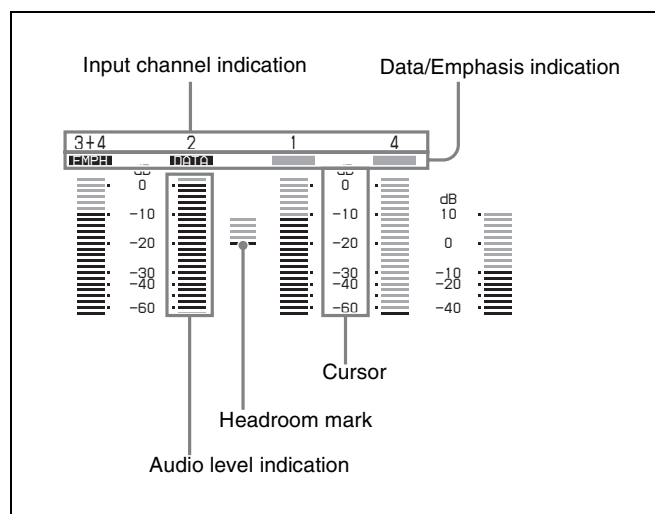 Input channel indication
Data/Emphasis indication
3+4 2 1 4
EMPH DATA
dB dB
0 0
-10 -10
-20 -20
-30 -30
-40 -40
-60 -60
dB
10
0
-10
-20
-40
Cursor
Headroom mark
Audio level indication